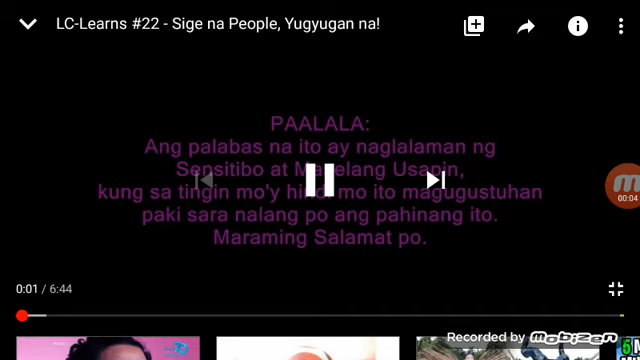 LC-Learns #22 - Sige na People, Yugyugan na!
PAALALA:
Ang palabas na ito ay naglalaman ng
Sensitibo at Maselang Usapin,
kung sa tingin mo'y hindi mo ito magugustuhan
paki sara nalang po ang pahinang ito.
Maraming Salamat po.
00:04
0:01 / 6:44
Recorded by mobizen